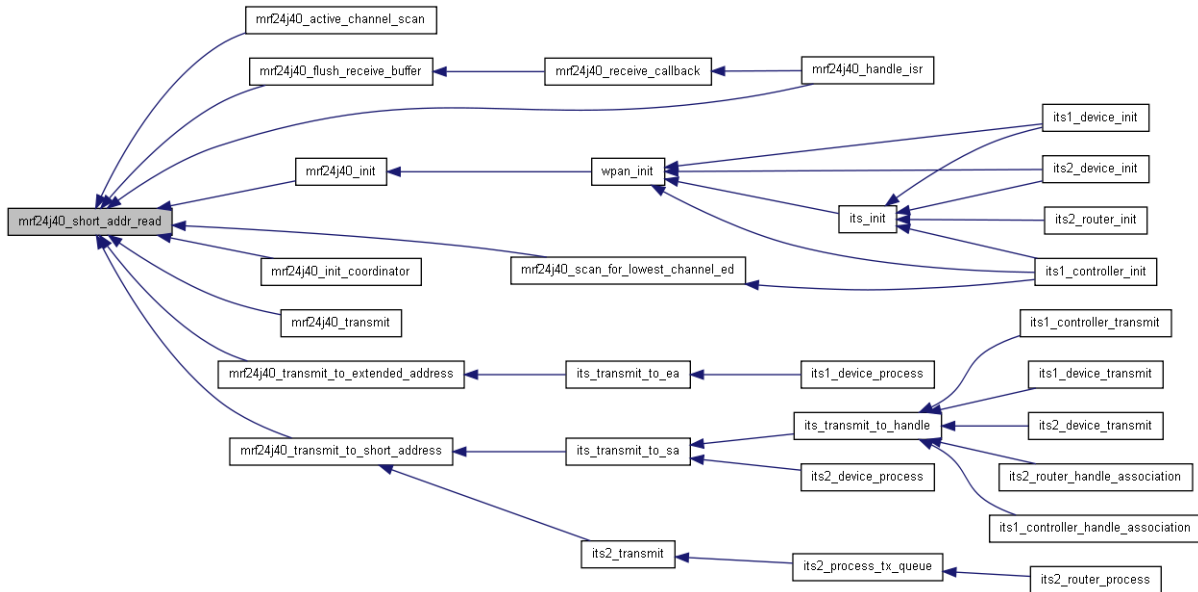 mrf24j40_active_channel_scan
mrf24j40_flush_receive_buffer
mrf24j40_receive_callback
mrf24j40_handle_isr
its1_device_init
mrf24j40_init
wpan_init
its2_device_init
mrf24j40_short_addr_read
its_init
its2_router_init
mrf24j40_init_coordinator
mrf24j40_scan_for_lowest_channel_ed
its1_controller_init
mrf24j40_transmit
its1_controller_transmit
mrf24j40_transmit_to_extended_address
its_transmit_to_ea
its1_device_process
its1_device_transmit
its_transmit_to_handle
its2_device_transmit
mrf24j40_transmit_to_short_address
its_transmit_to_sa
its2_device_process
its2_router_handle_association
its1_controller_handle_association
its2_transmit
its2_process_tx_queue
its2_router_process